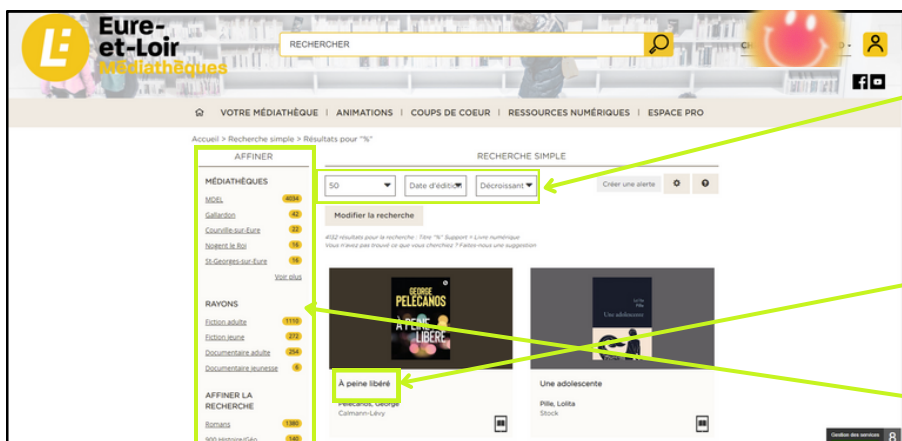 Eure-
et-Loir
Médiathèques
RECHERCHER
VOTRE MÉDIATHÈQUE | ANIMATIONS | COUPS DE COEUR | RESSOURCES NUMÉRIQUES | ESPACE PRO
Accueil > Recherche simple > Résultats pour "%"
AFFINER
RECHERCHE SIMPLE
MÉDIATHÈQUES
MDEL 4034
Gallardon 42
Courville-sur-Eure 22
Nogent le Roi 16
St-Georges-sur-Eure 16
Voir plus
50
Date d'édition
Décroissant
Créer une alerte
Modifier la recherche
4132 résultats pour la recherche : Titre "%" Support = Livre numérique
Vous n'avez pas trouvé ce que vous cherchez ? Faites-nous une suggestion
RAYONS
Fiction adulte 1110
Fiction jeune 272
Documentaire adulte 254
Documentaire jeunesse 6
AFFINER LA
RECHERCHE
Romans 1380
900 Histoire/Géo 140
GEORGE
PELECANOS
À PEINE
LIBÉRÉ
À peine libéré
Pelecanos, George
Calmann-Lévy
Lolita
Pille
Une adolescente
Une adolescente
Pille, Lolita
Stock
Gestion des services 8